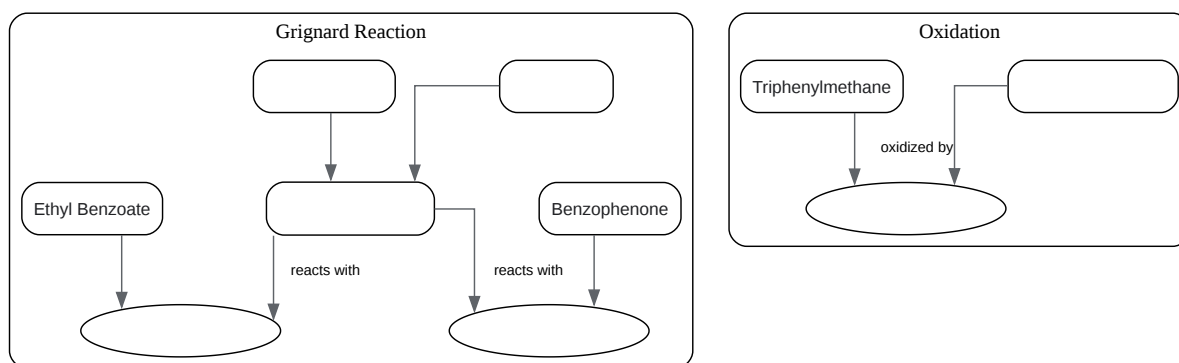 Grignard Reaction
Ethyl Benzoate
Benzophenone
reacts with
reacts with
Oxidation
Triphenylmethane
oxidized by